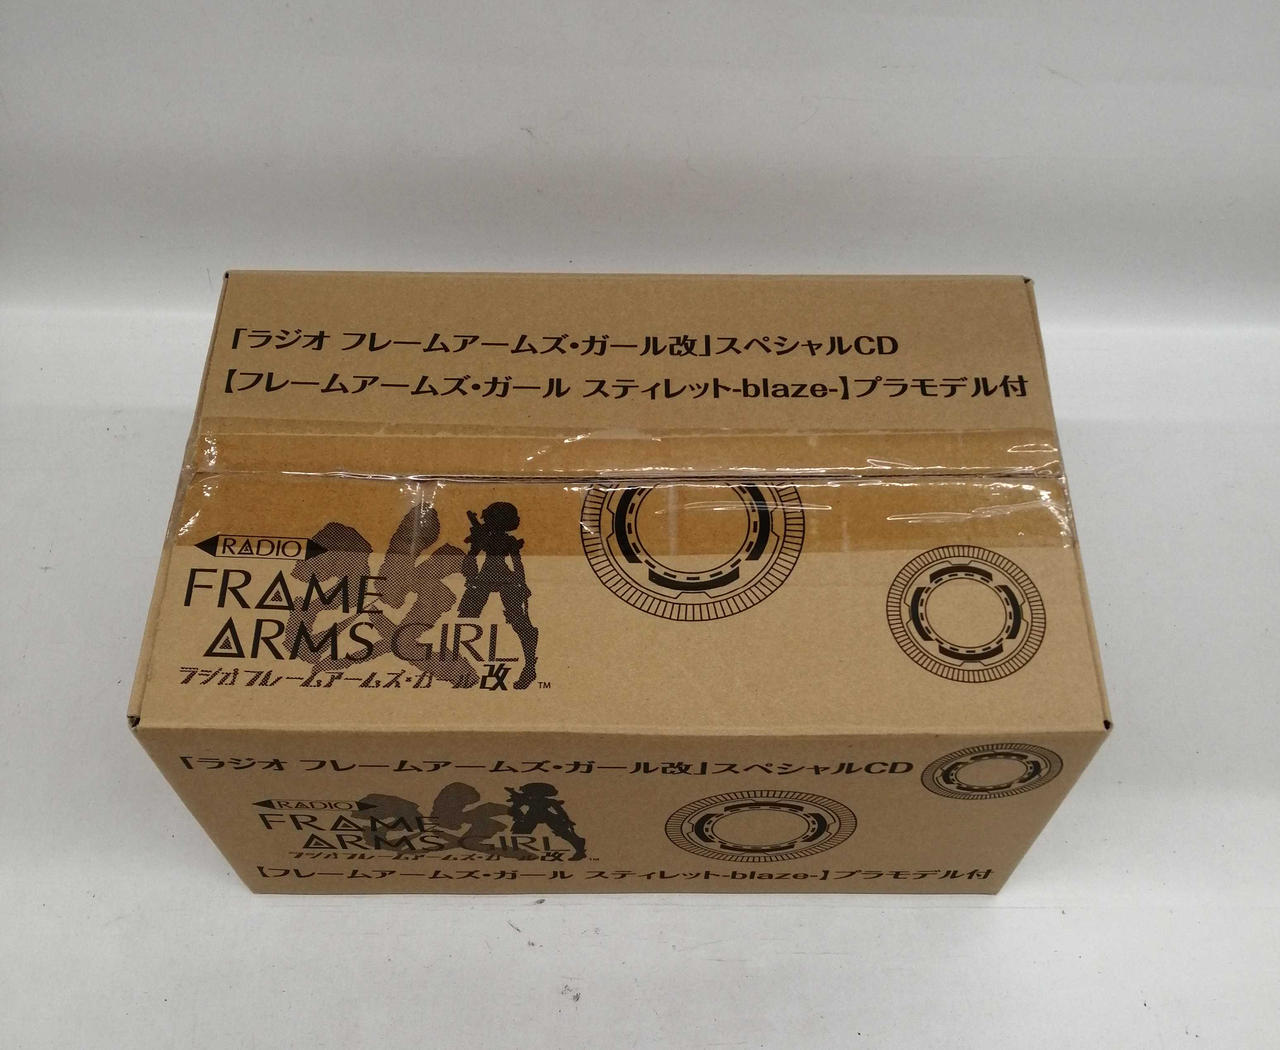 「ラジオ フレームアームズ・ガール改」スペシャルCD
【フレームアームズ・ガール スティレット-blaze-】プラモデル付
RADIO
FRAME
ARMS GIRL
ラジオ フレームアームズ・ガール改
TM
「ラジオ フレームアームズ・ガール改」スペシャルCD
RADIO
FRAME
ARMS GIRL
ラジオ フレームアームズ・ガール改
TM
【フレームアームズ・ガール スティレット-blaze-】プラモデル付